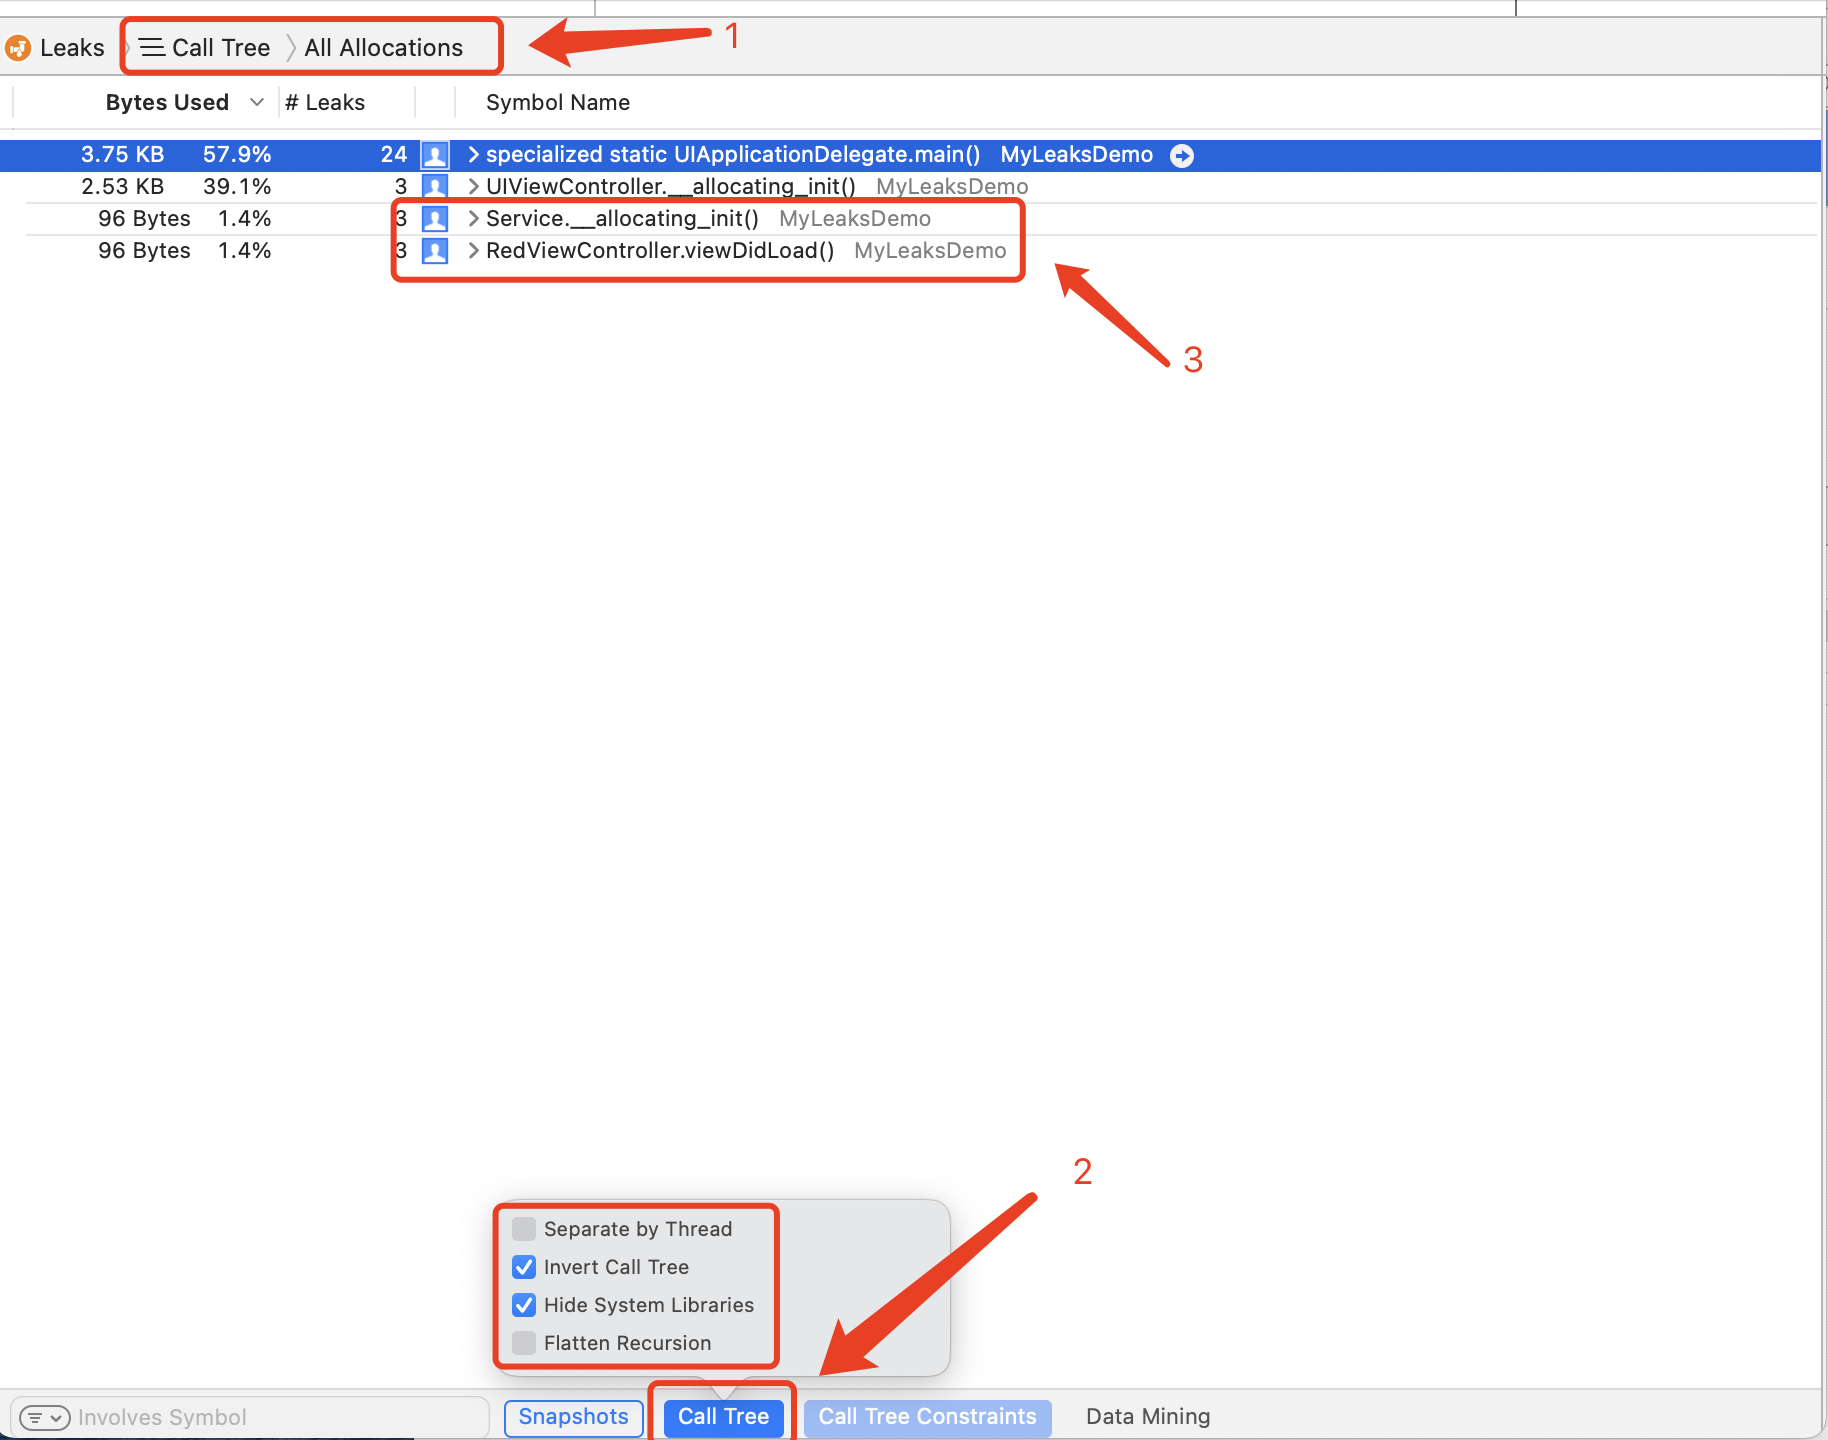 Leaks Call Tree All Allocations 1
Bytes Used # Leaks Symbol Name
3.75 KB 57.9% 24 specialized static UIApplicationDelegate.main() MyLeaksDemo
2.53 KB 39.1% 3 UIViewController.__allocating_init() MyLeaksDemo
96 Bytes 1.4% 3 Service.__allocating_init() MyLeaksDemo
96 Bytes 1.4% 3 RedViewController.viewDidLoad() MyLeaksDemo
3
2
Separate by Thread
Invert Call Tree
Hide System Libraries
Flatten Recursion
Involves Symbol Snapshots Call Tree Call Tree Constraints Data Mining